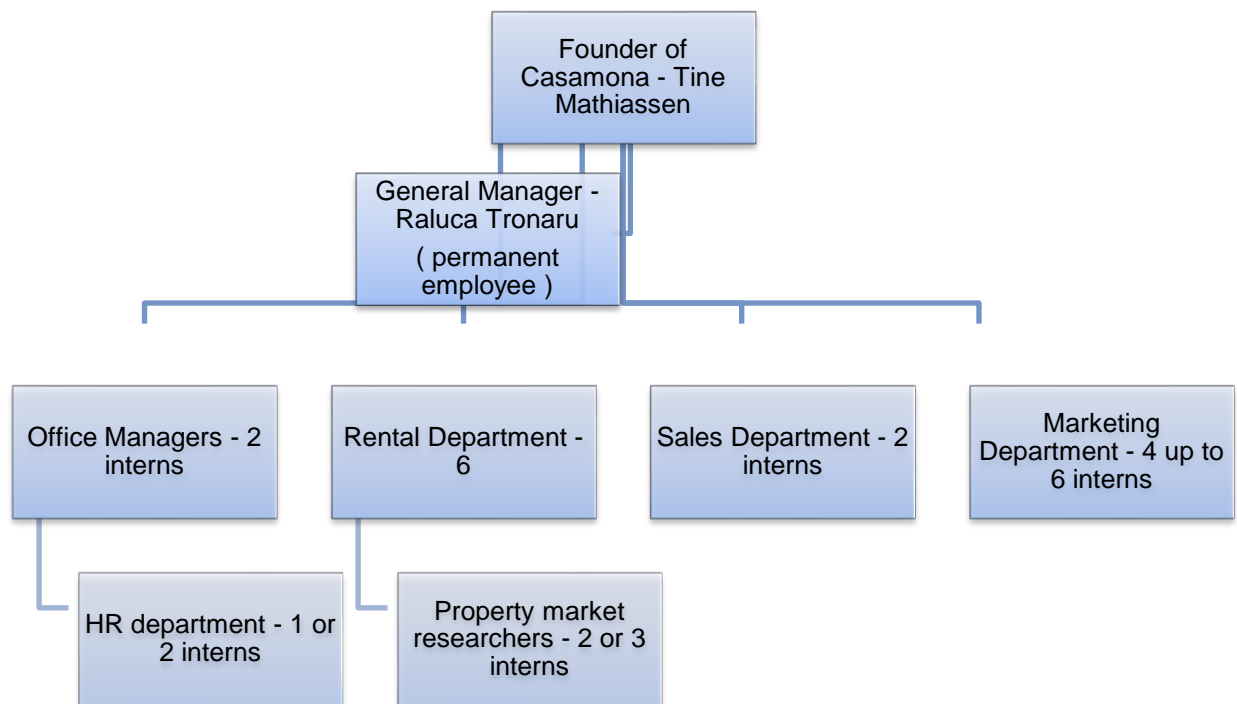 Founder of
Casamona - Tine
Mathiassen
General Manager -
Raluca Tronaru
( permanent
employee )
Office Managers - 2
interns
Rental Department -
6
Sales Department - 2
interns
Marketing
Department - 4 up to
6 interns
HR department - 1 or
2 interns
Property market
researchers - 2 or 3
interns